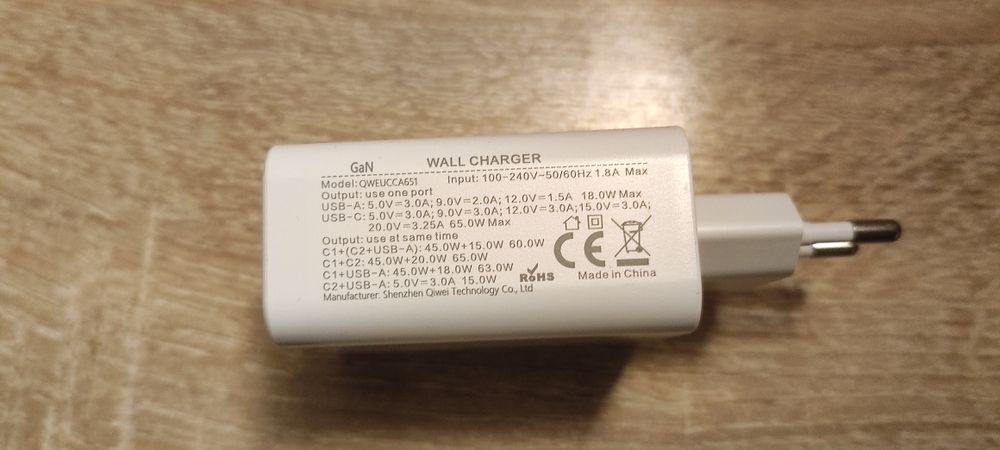 GaN WALL CHARGER
Model: QWEUCCA651 Input: 100-240V~50/60Hz 1.8A Max
Output: use one port
USB-A: 5.0V⎓3.0A; 9.0V⎓2.0A; 12.0V⎓1.5A 18.0W Max
USB-C: 5.0V⎓3.0A; 9.0V⎓3.0A; 12.0V⎓3.0A;15.0V⎓3.0A;
20.0V⎓3.25A 65.0W Max
Output: use at same time
C1+(C2+USB-A): 45.0W+15.0W 60.0W
C1+C2: 45.0W+20.0W 65.0W
C1+USB-A: 45.0W+18.0W 63.0W
C2+USB-A: 5.0V⎓3.0A 15.0W
Manufacturer: Shenzhen Qiwei Technology Co., Ltd
CE
RoHS
Made in China